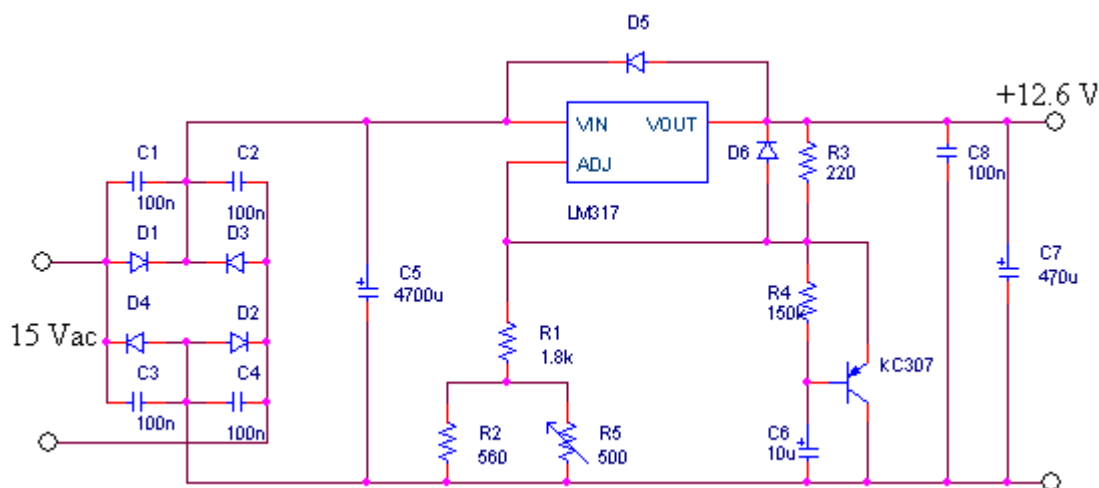 D5
+12.6 V
VIN VOUT
ADJ
LM317
D6
R3
220
C8
100n
C1
100n
C2
100n
D1
D3
C5
4700u
C7
470u
D4
D2
15 Vac
R4
150k
R1
1.8k
KC307
C3
100n
C4
100n
R2
560
R5
500
C6
10u